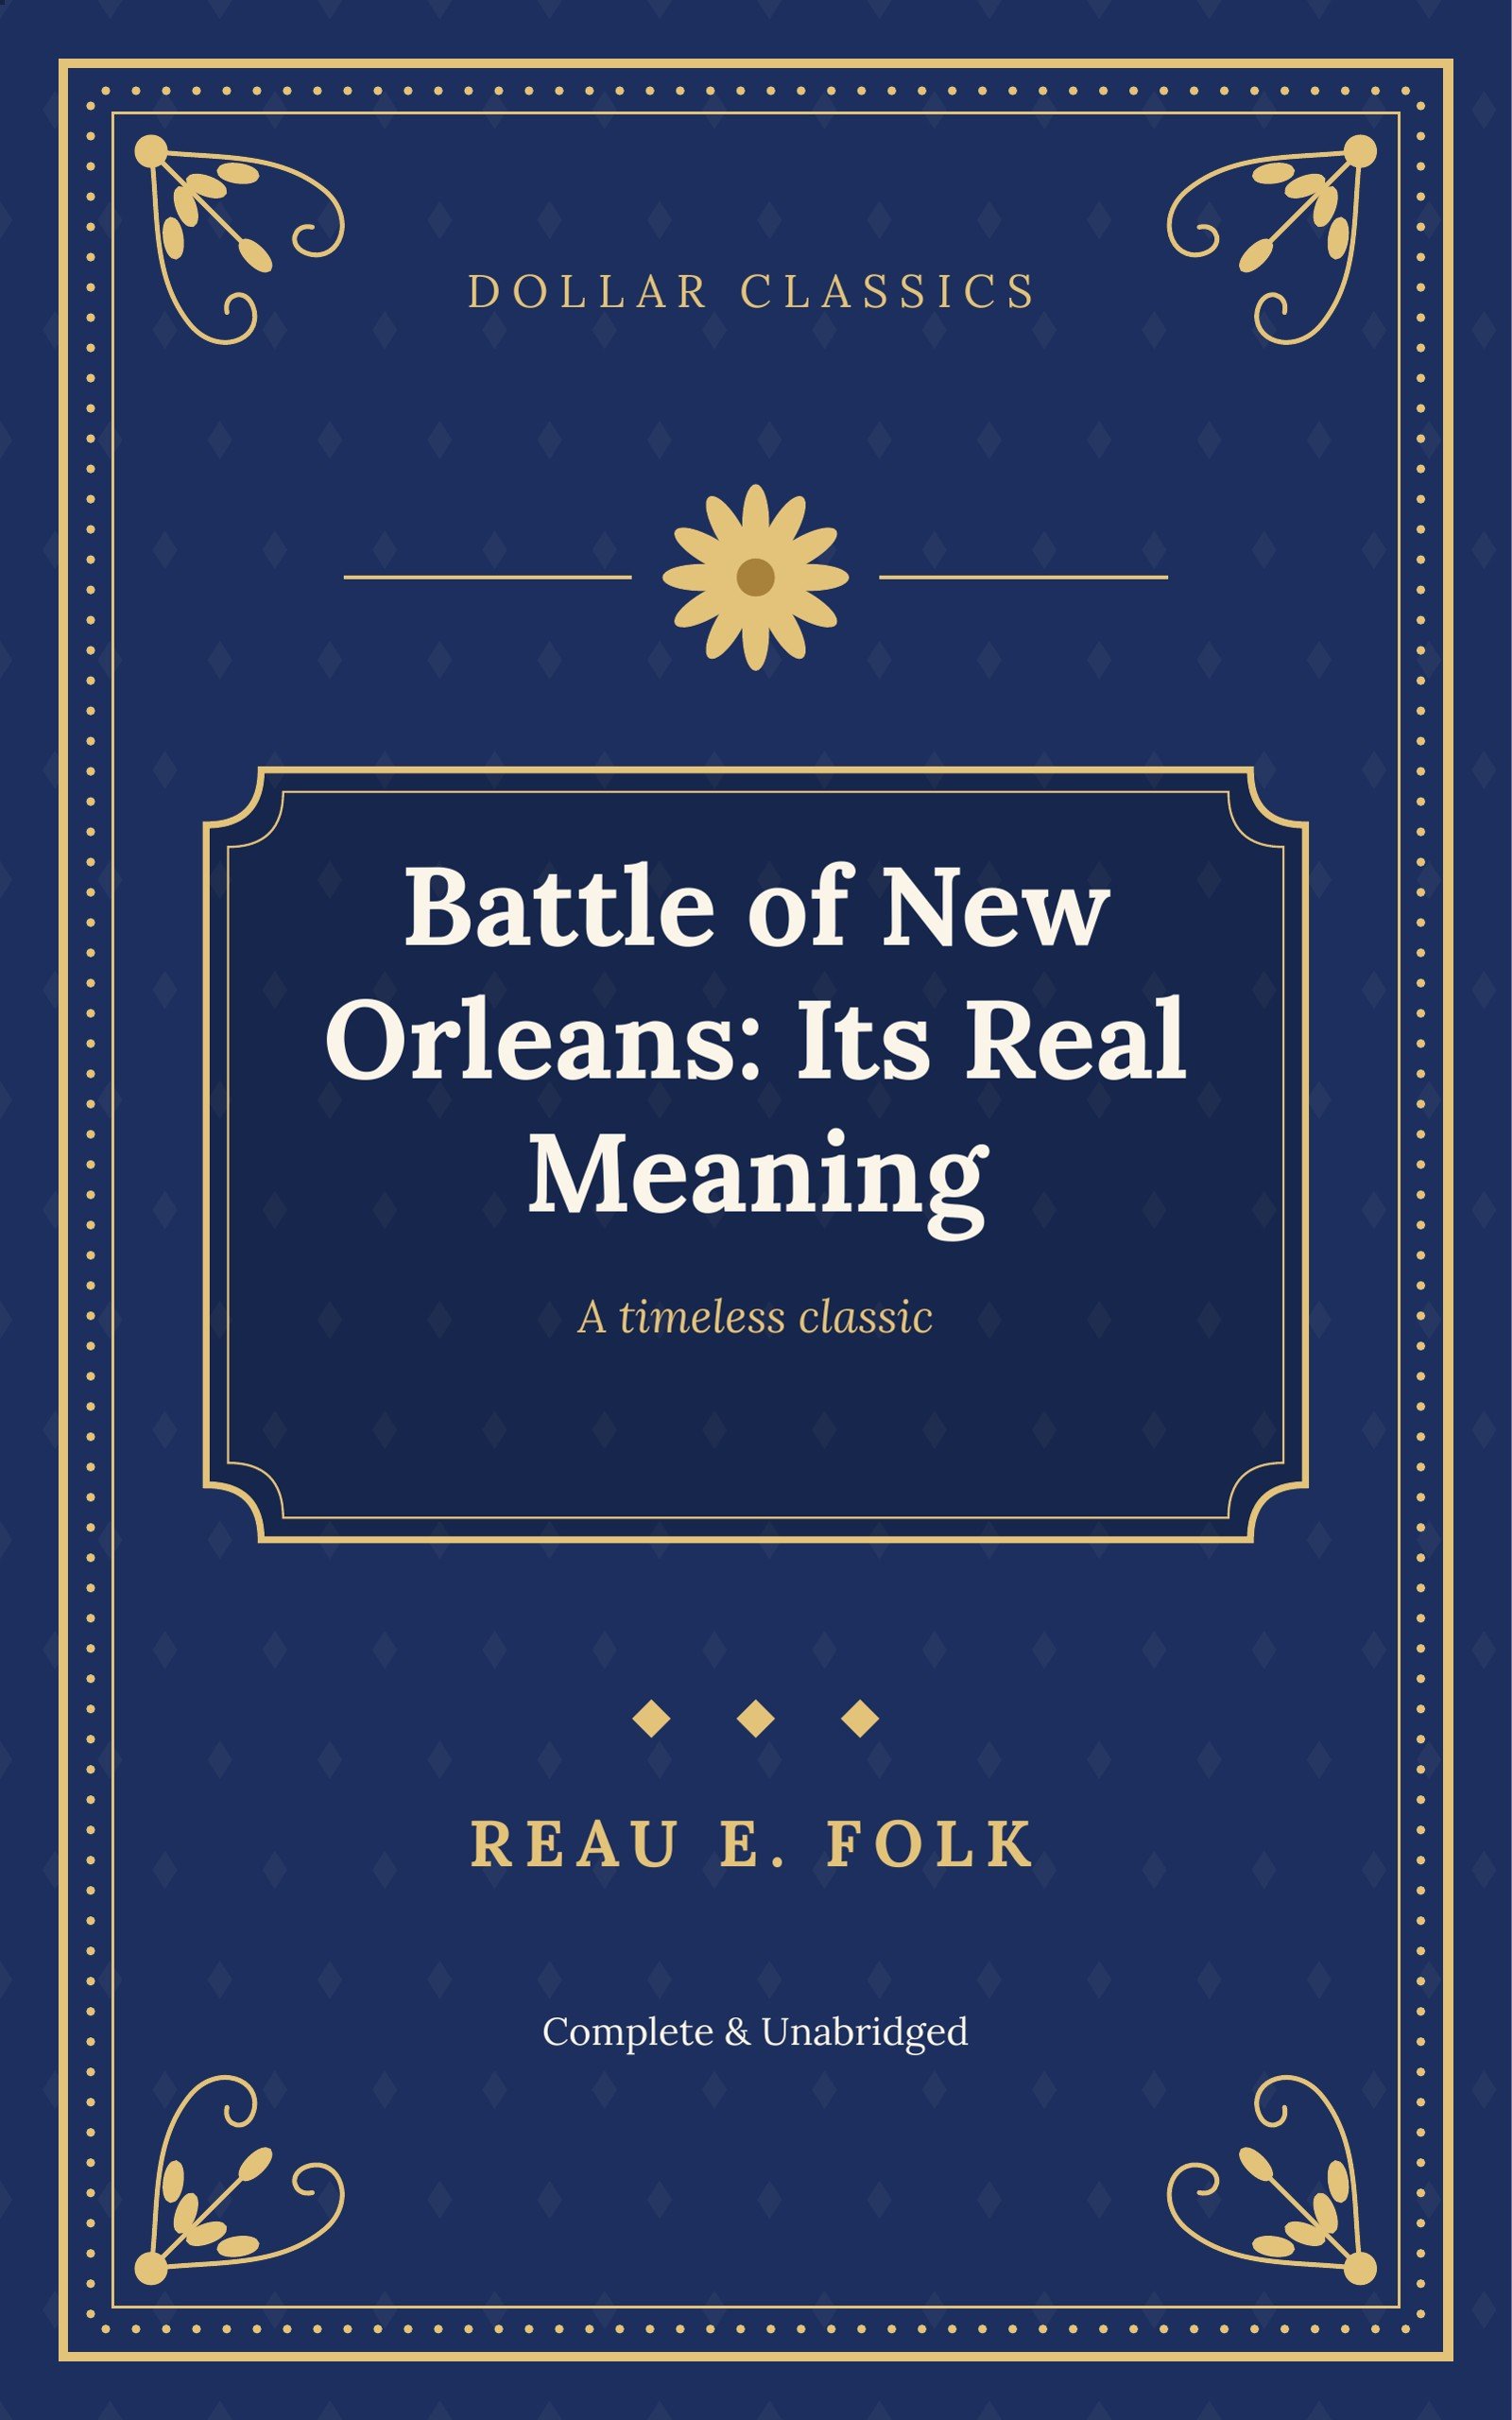 DOLLAR CLASSICS
Battle of New
Orleans: Its Real
Meaning
A timeless classic
REAU E. FOLK
Complete & Unabridged